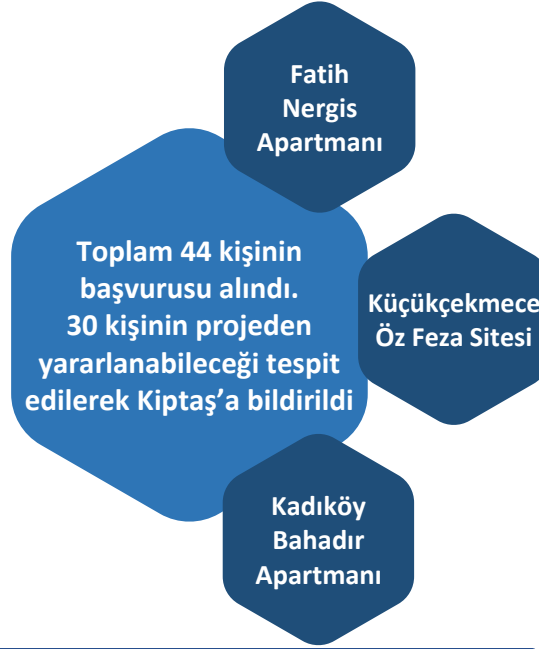 Fatih
Nergis
Apartmanı
Toplam 44 kişinin
başvurusu alındı.
30 kişinin projeden
yararlanabileceği tespit
edilerek Kiptaş’a bildirildi
Küçükçekmece
Öz Feza Sitesi
Kadıköy
Bahadır
Apartmanı